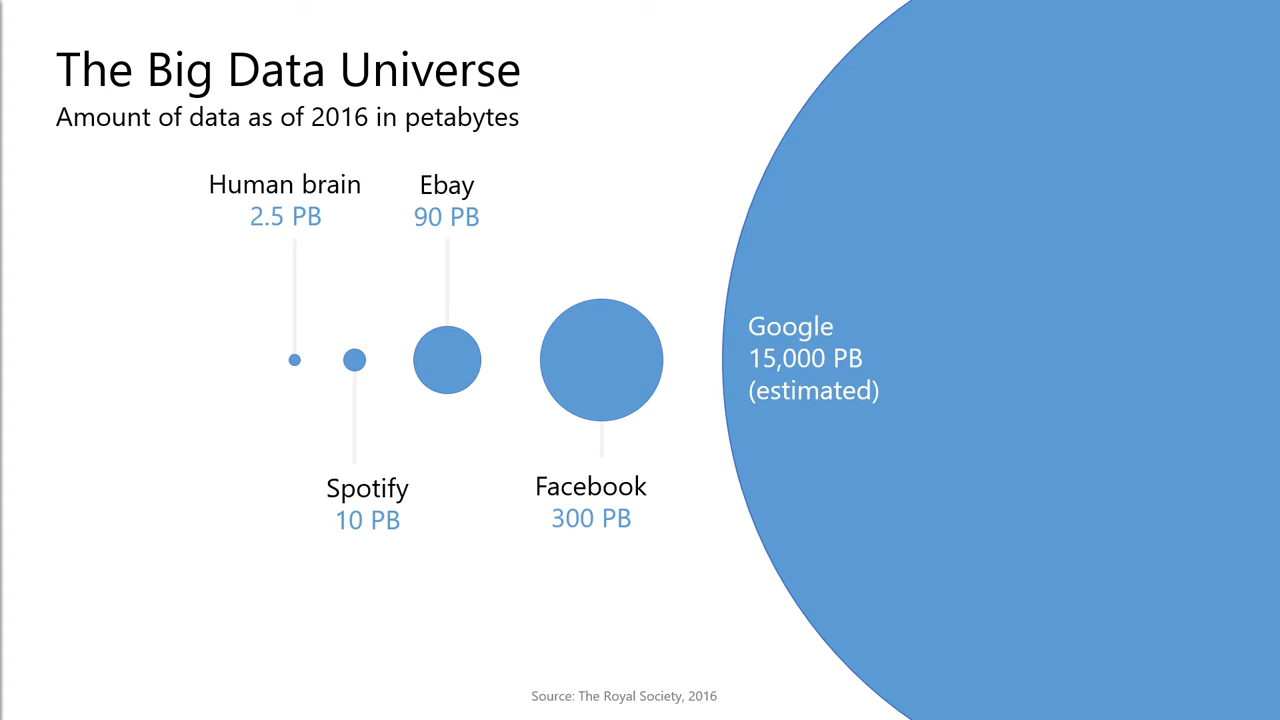 The Big Data Universe
Amount of data as of 2016 in petabytes
Human brain
2.5 PB
Ebay
90 PB
Spotify
10 PB
Facebook
300 PB
Google
15,000 PB
(estimated)
Source: The Royal Society, 2016